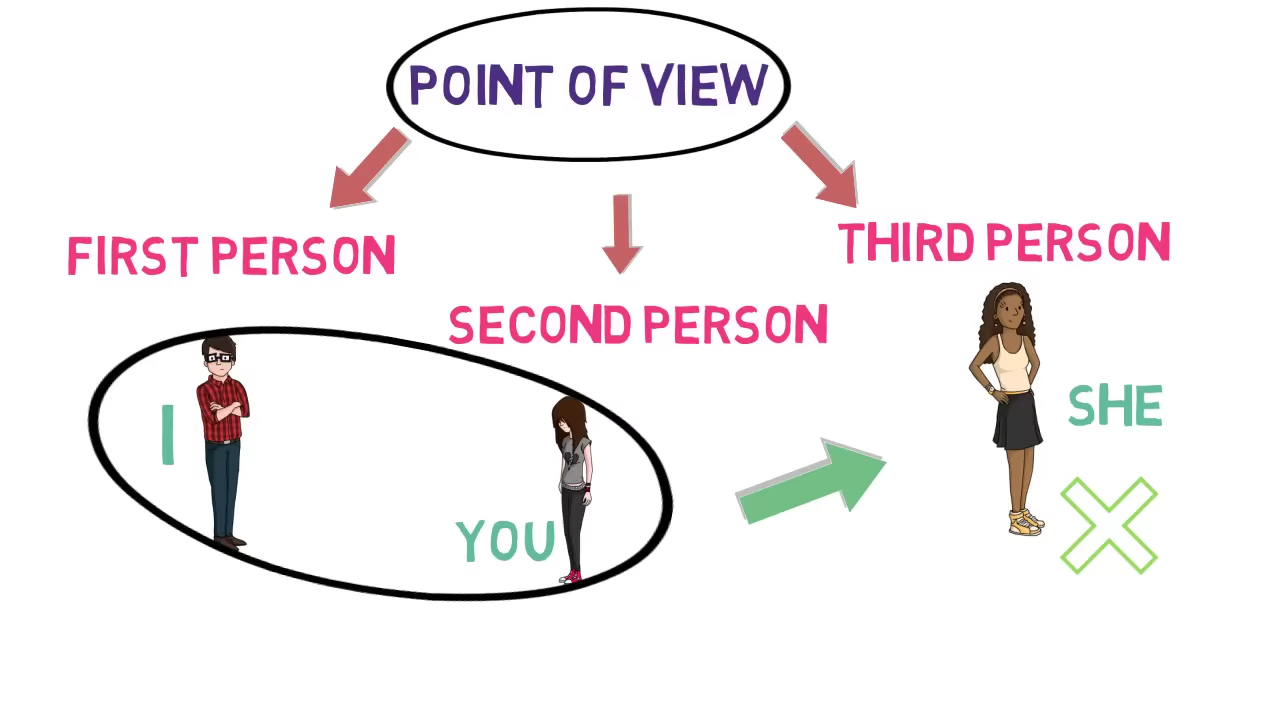 POINT OF VIEW
FIRST PERSON
SECOND PERSON
THIRD PERSON
I
YOU
SHE